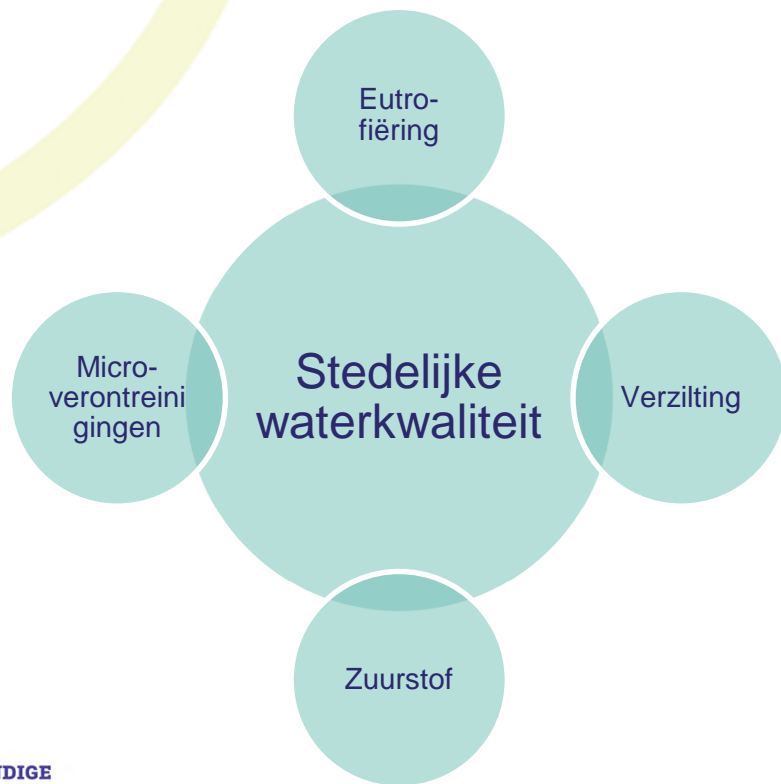 Eutro-
fiëring
Micro-
verontreini
gingen
Stedelijke
waterkwaliteit
Verzilting
Zuurstof